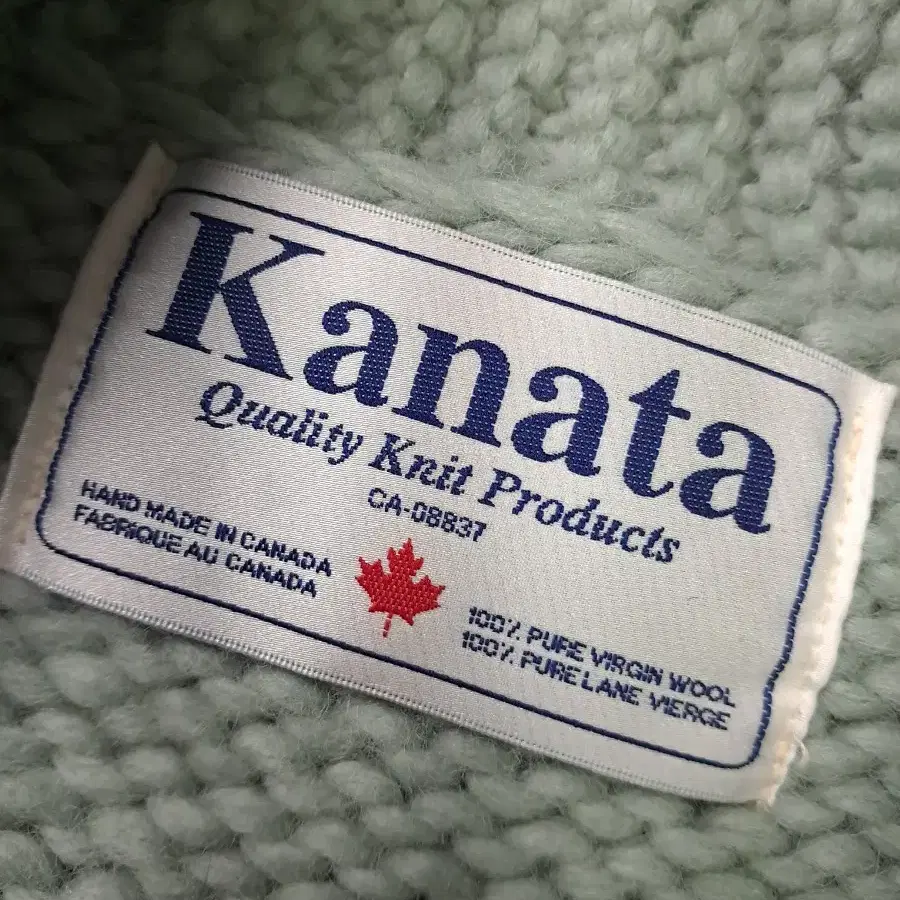 Kanata
Quality Knit Products
CA-08837
HAND MADE IN CANADA
FABRIQUE AU CANADA
100% PURE VIRGIN WOOL
100% PURE LANE VIERGE